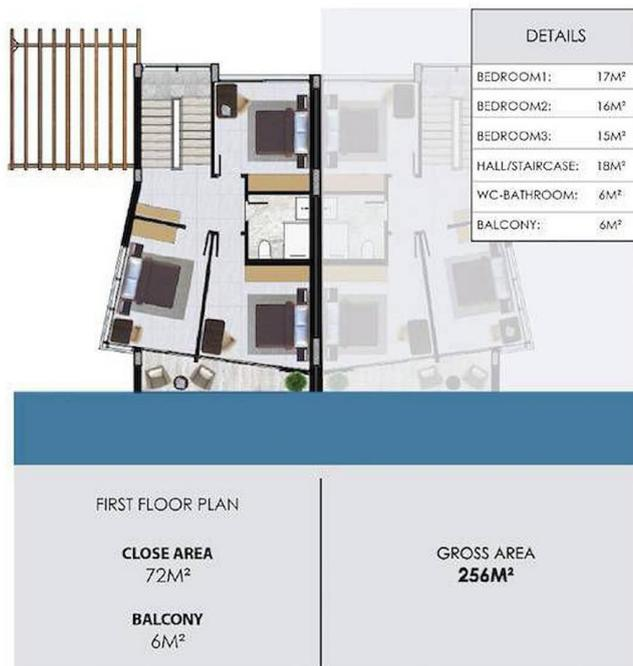 DETAILS
BEDROOM1: 17M²
BEDROOM2: 16M²
BEDROOM3: 15M²
HALL/STAIRCASE: 18M²
WC-BATHROOM: 6M²
BALCONY: 6M²
FIRST FLOOR PLAN
CLOSE AREA
72M²
BALCONY
6M²
GROSS AREA
256M²